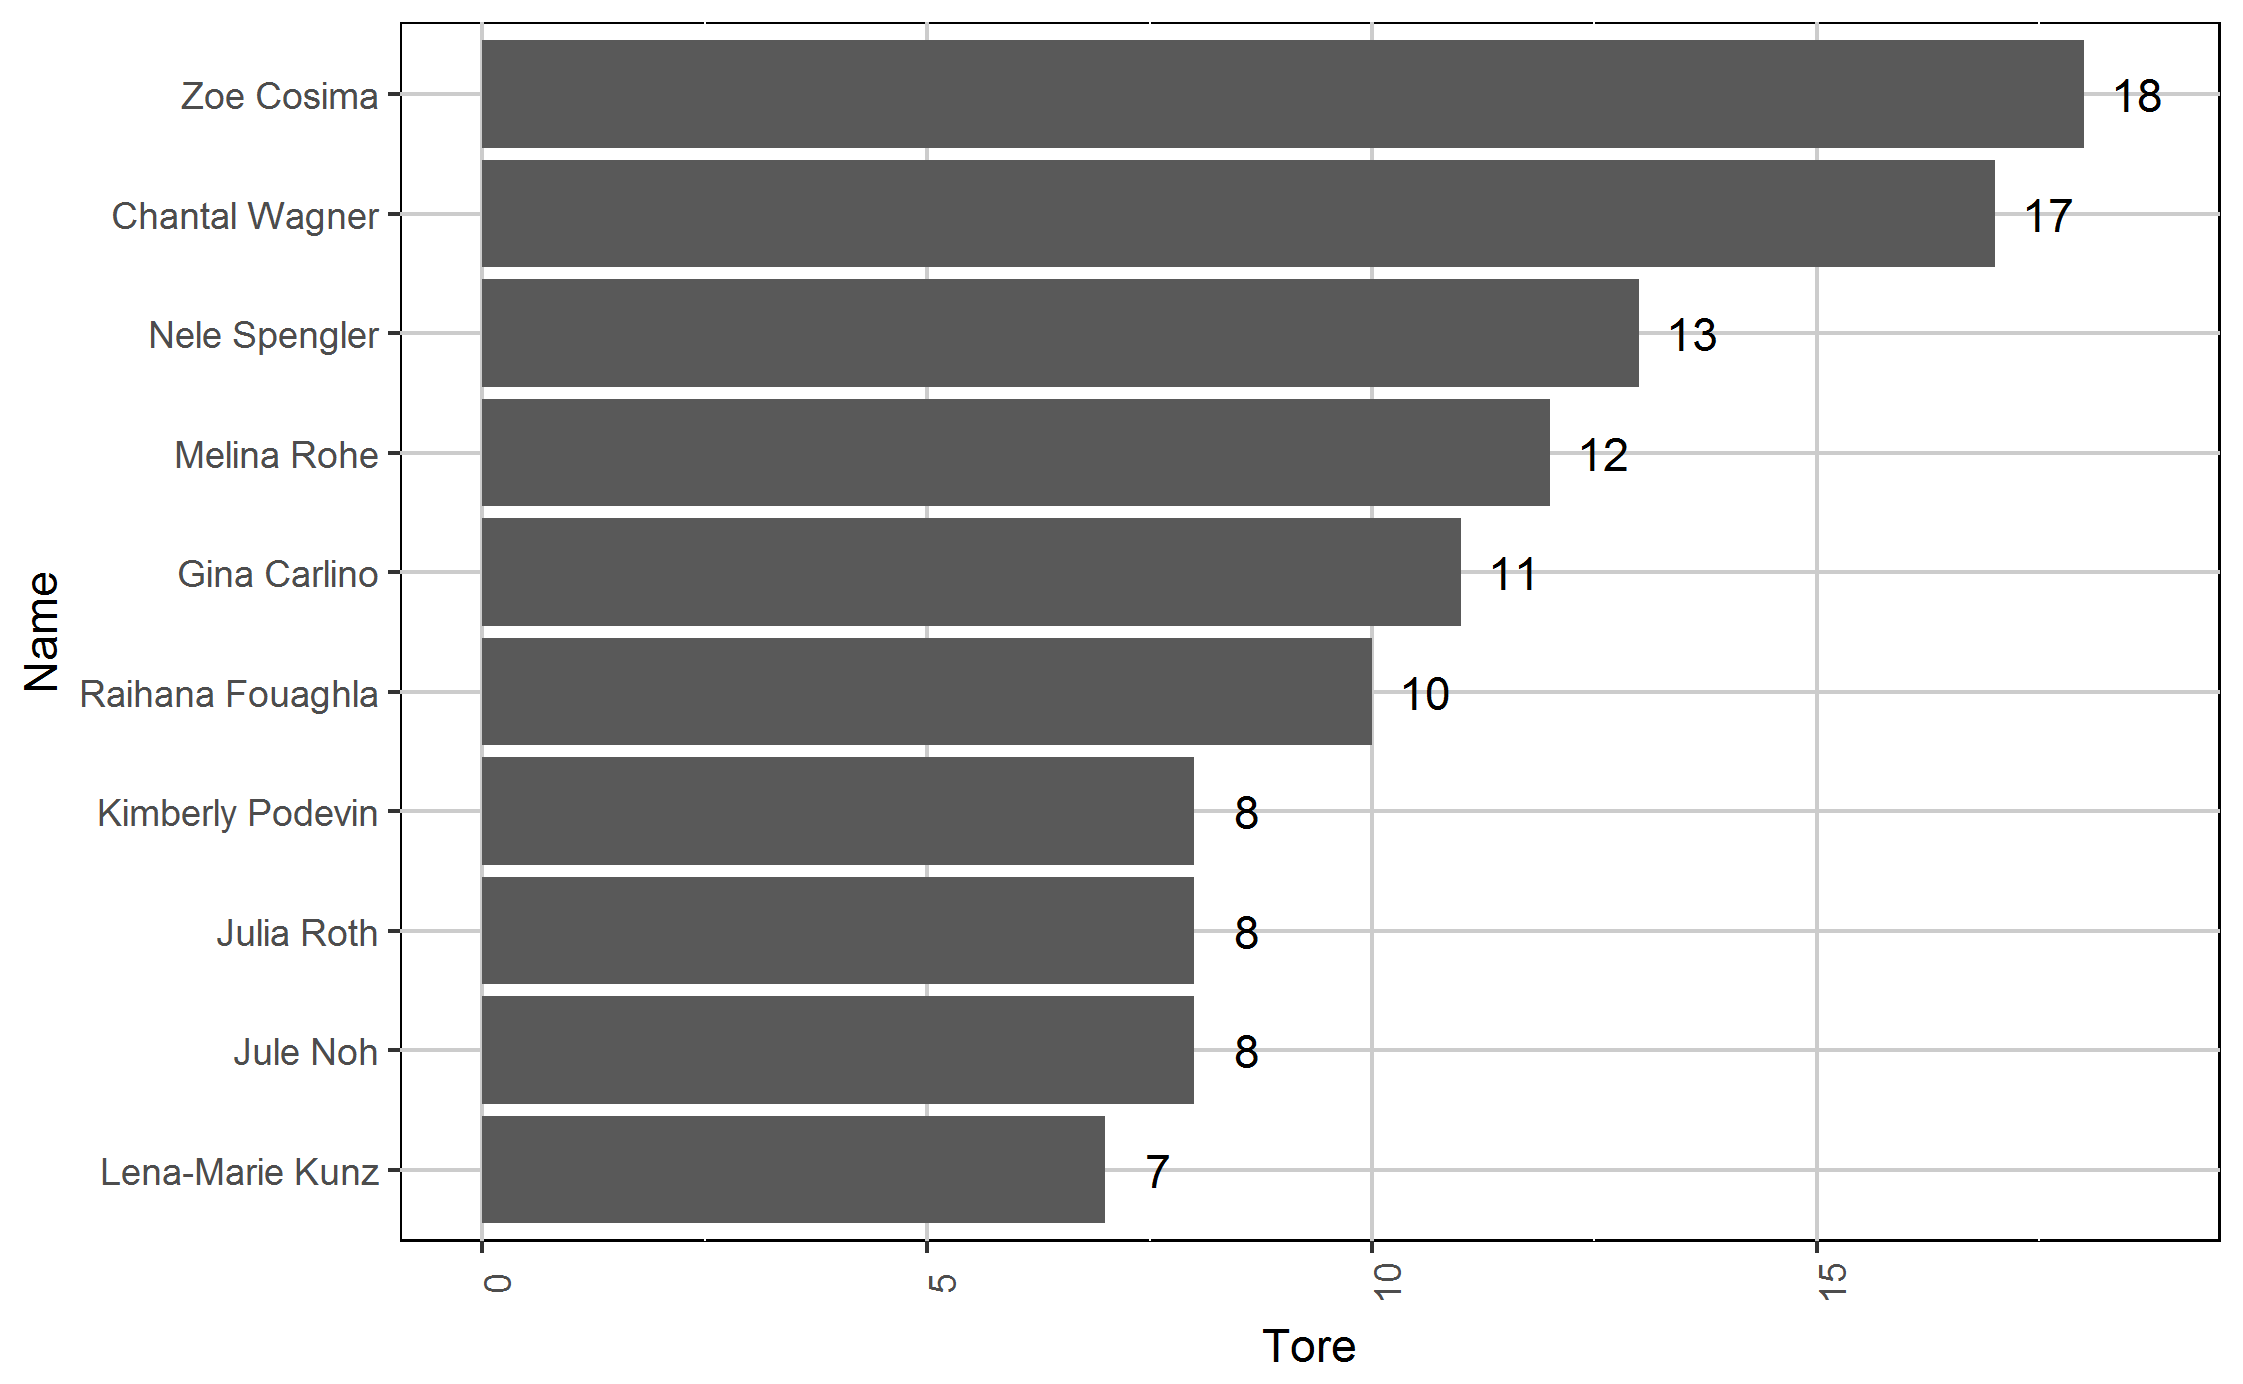 Name
Zoe Cosima 18
Chantal Wagner 17
Nele Spengler 13
Melina Rohe 12
Gina Carlino 11
Raihana Fouaghla 10
Kimberly Podevin 8
Julia Roth 8
Jule Noh 8
Lena-Marie Kunz 7
0 5 10 15
Tore